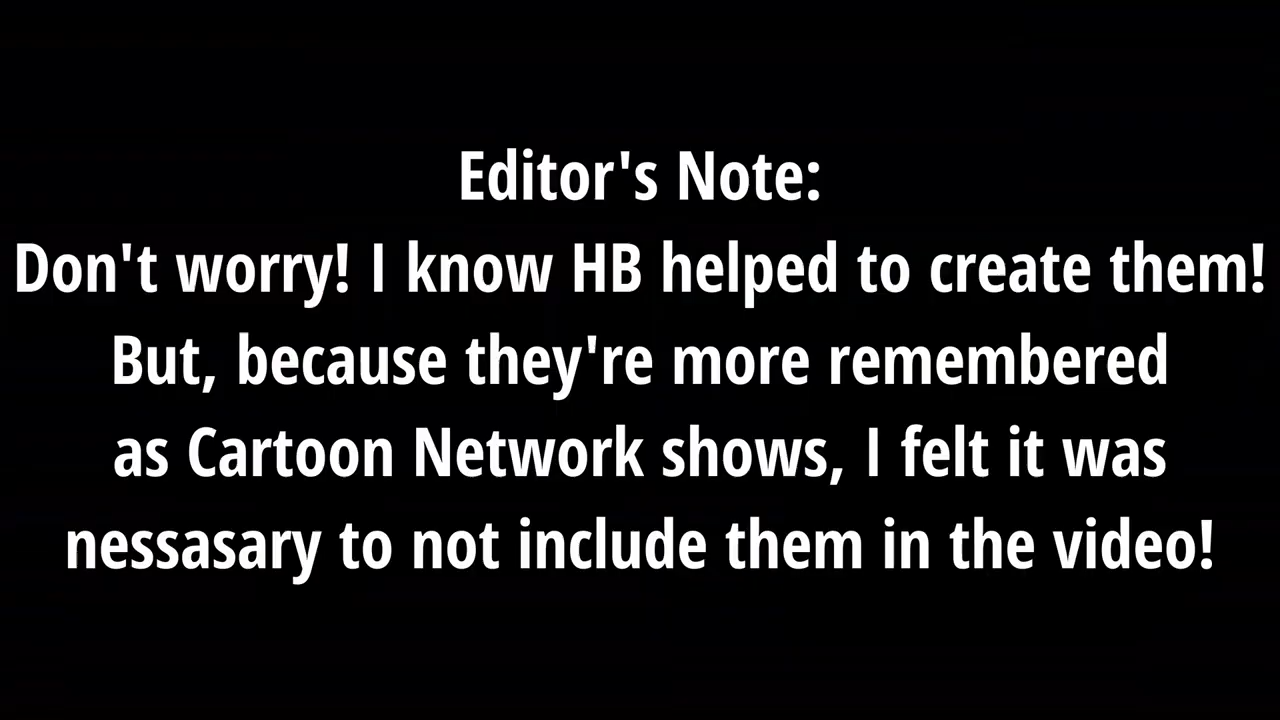 Editor's Note:
Don't worry! I know HB helped to create them!
But, because they're more remembered
as Cartoon Network shows, I felt it was
nessasary to not include them in the video!